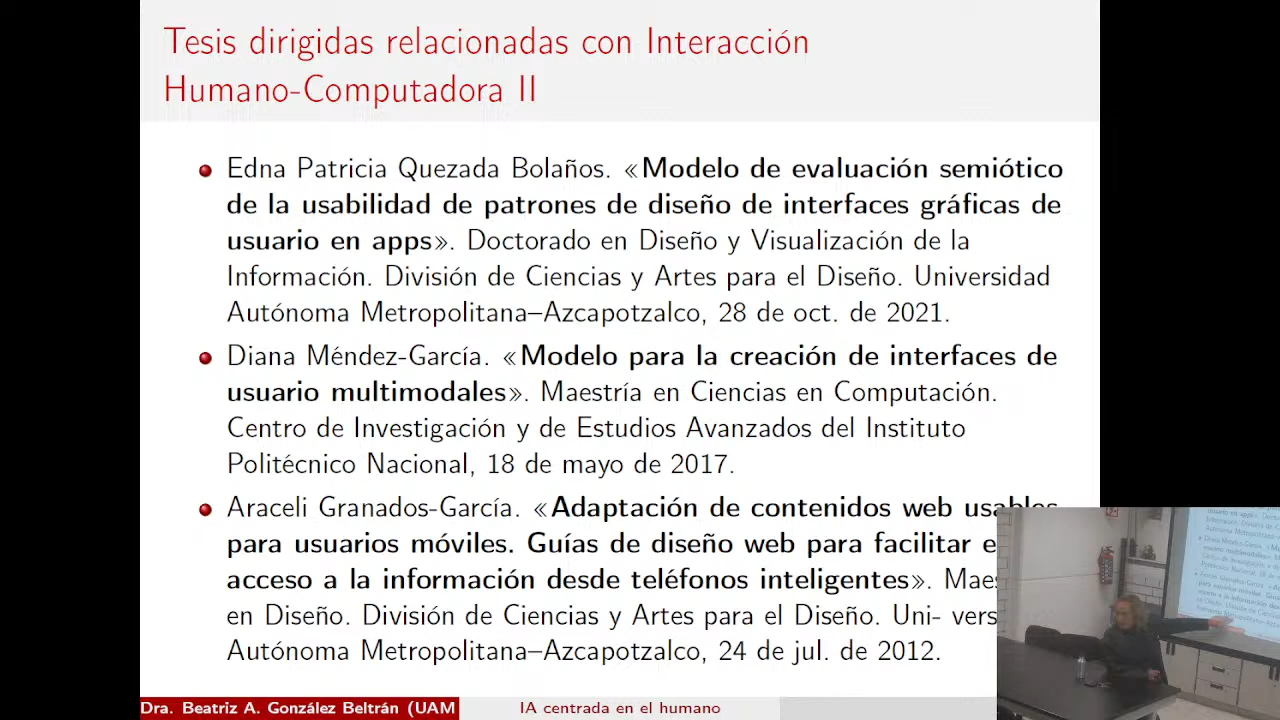 Tesis dirigidas relacionadas con Interacción
Humano-Computadora II
Edna Patricia Quezada Bolaños. «Modelo de evaluación semiótico
de la usabilidad de patrones de diseño de interfaces gráficas de
usuario en apps». Doctorado en Diseño y Visualización de la
Información. División de Ciencias y Artes para el Diseño. Universidad
Autónoma Metropolitana–Azcapotzalco, 28 de oct. de 2021.
Diana Méndez-García. «Modelo para la creación de interfaces de
usuario multimodales». Maestría en Ciencias en Computación.
Centro de Investigación y de Estudios Avanzados del Instituto
Politécnico Nacional, 18 de mayo de 2017.
Araceli Granados-García. «Adaptación de contenidos web usables
para usuarios móviles. Guías de diseño web para facilitar e
acceso a la información desde teléfonos inteligentes». Maes
en Diseño. División de Ciencias y Artes para el Diseño. Uni- vers
Autónoma Metropolitana–Azcapotzalco, 24 de jul. de 2012.
Dra. Beatriz A. González Beltrán (UAM
IA centrada en el humano